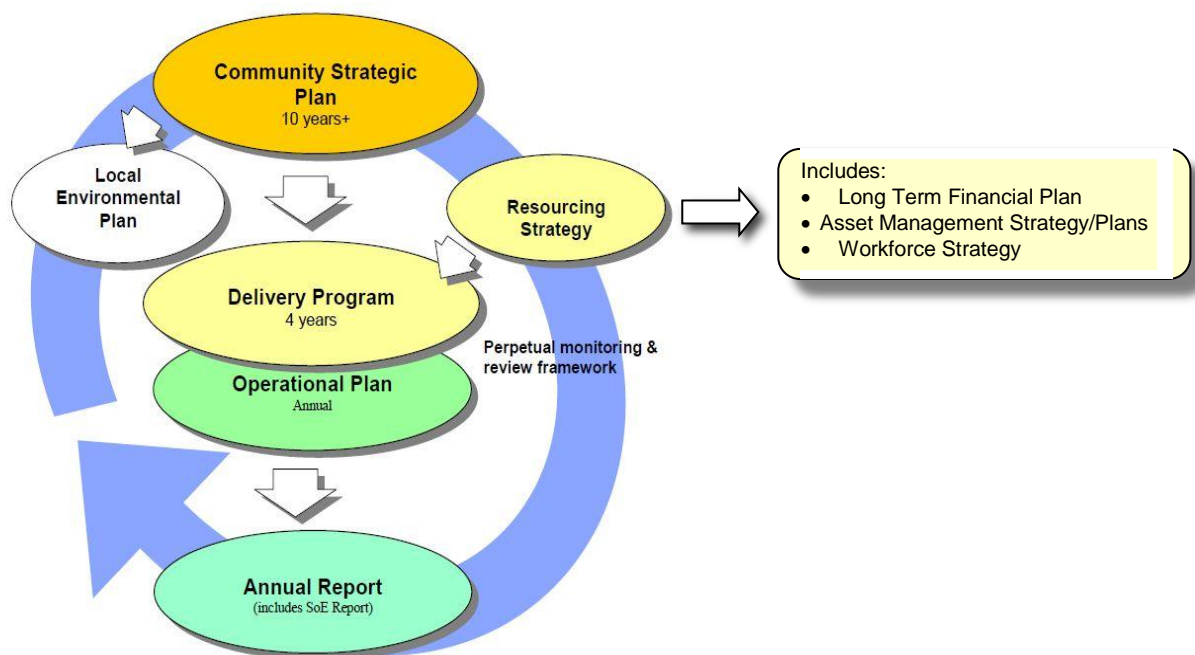 Community Strategic
Plan
10 years+
Local
Environmental
Plan
Resourcing
Strategy
Includes:
• Long Term Financial Plan
• Asset Management Strategy/Plans
• Workforce Strategy
Delivery Program
4 years
Perpetual monitoring &
review framework
Operational Plan
Annual
Annual Report
(includes SoE Report)